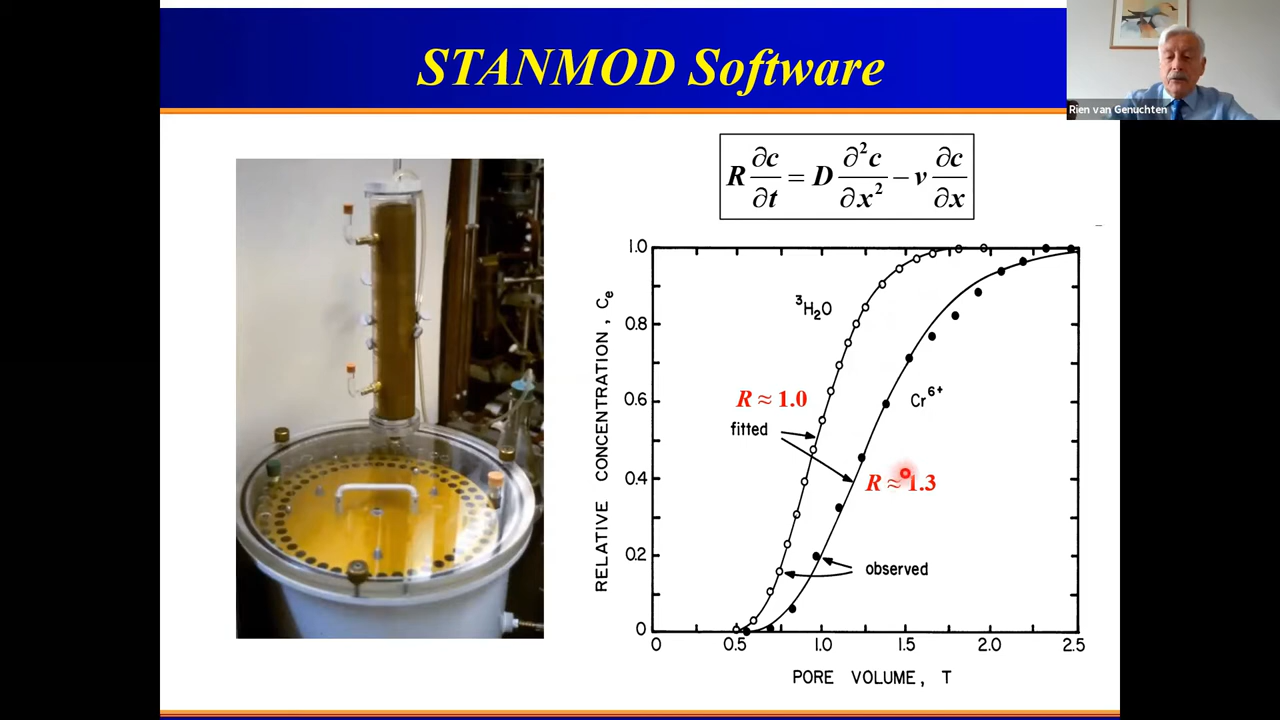 STANMOD Software
Rien van Genuchten
R ∂c/∂t = D ∂²c/∂x² − v ∂c/∂x
RELATIVE CONCENTRATION, Ce
1.0
0.8
0.6
0.4
0.2
0
³H₂O
R ≈ 1.0
fitted
Cr⁶⁺
R ≈ 1.3
observed
0 0.5 1.0 1.5 2.0 2.5
PORE VOLUME, T